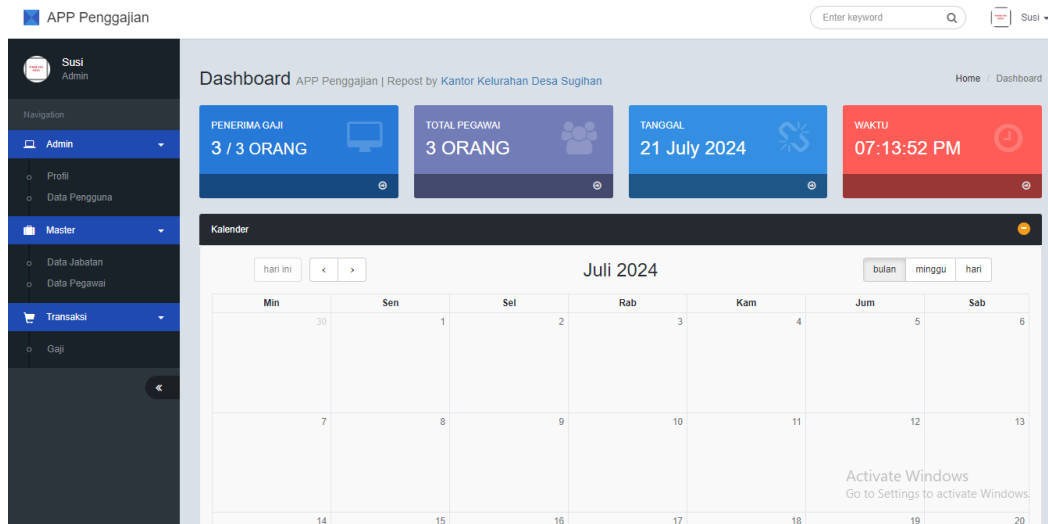 APP Penggajian
Enter keyword
Susi
Susi
Admin
Navigation
Admin
Profil
Data Pengguna
Master
Data Jabatan
Data Pegawai
Transaksi
Gaji
Dashboard APP Penggajian | Repost by Kantor Kelurahan Desa Sugihan
Home / Dashboard
PENERIMA GAJI
3 / 3 ORANG
TOTAL PEGAWAI
3 ORANG
TANGGAL
21 July 2024
WAKTU
07:13:52 PM
Kalender
hari ini
Juli 2024
bulan minggu hari
Min Sen Sel Rab Kam Jum Sab
30 1 2 3 4 5 6
7 8 9 10 11 12 13
14 15 16 17 18 19 20
Activate Windows
Go to Settings to activate Windows.